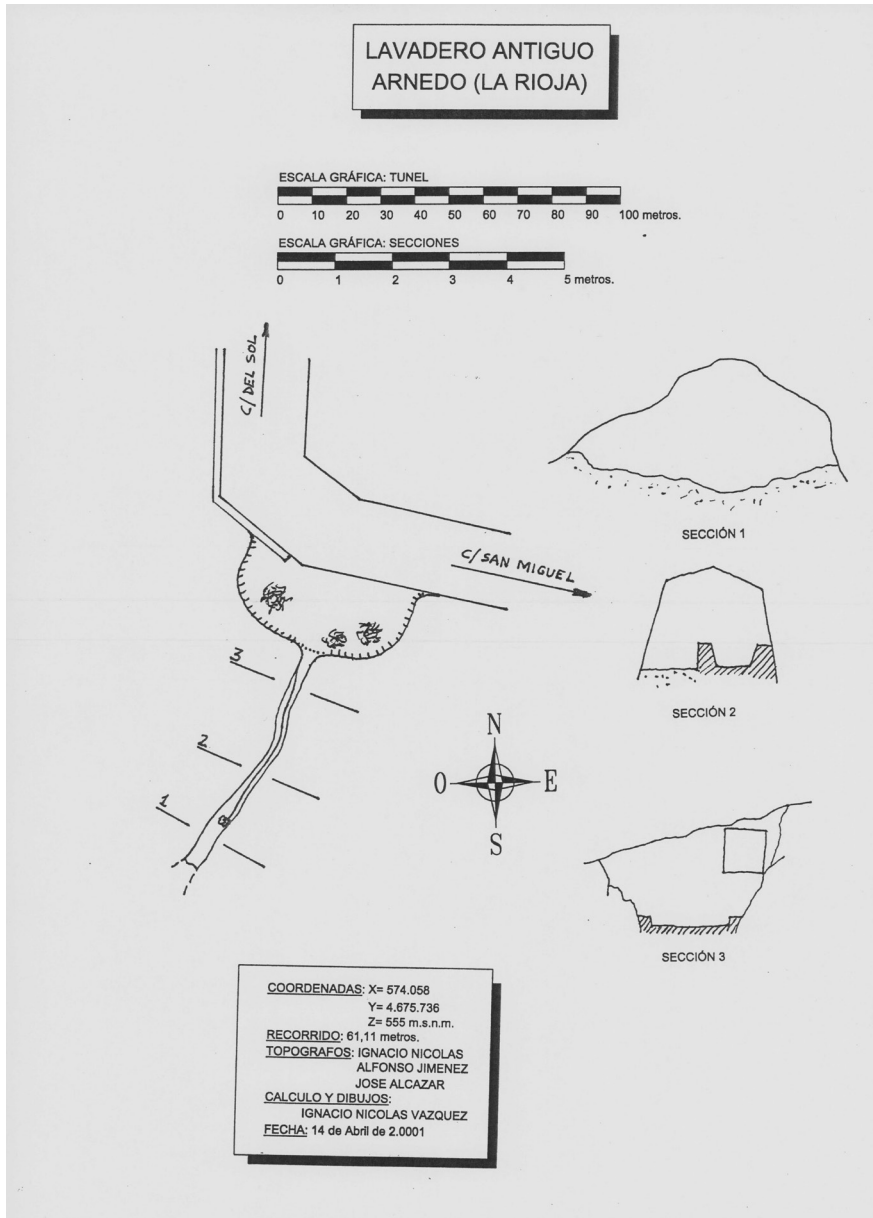 LAVADERO ANTIGUO
ARNEDO (LA RIOJA)
ESCALA GRÁFICA: TUNEL
0 10 20 30 40 50 60 70 80 90 100 metros.
ESCALA GRÁFICA: SECCIONES
0 1 2 3 4 5 metros.
C/ DEL SOL
C/ SAN MIGUEL
SECCIÓN 1
3
2
1
SECCIÓN 2
N
O E
S
SECCIÓN 3
COORDENADAS: X= 574.058
Y= 4.675.736
Z= 555 m.s.n.m.
RECORRIDO: 61,11 metros.
TOPOGRAFOS: IGNACIO NICOLAS
ALFONSO JIMENEZ
JOSE ALCAZAR
CALCULO Y DIBUJOS:
IGNACIO NICOLAS VAZQUEZ
FECHA: 14 de Abril de 2.0001